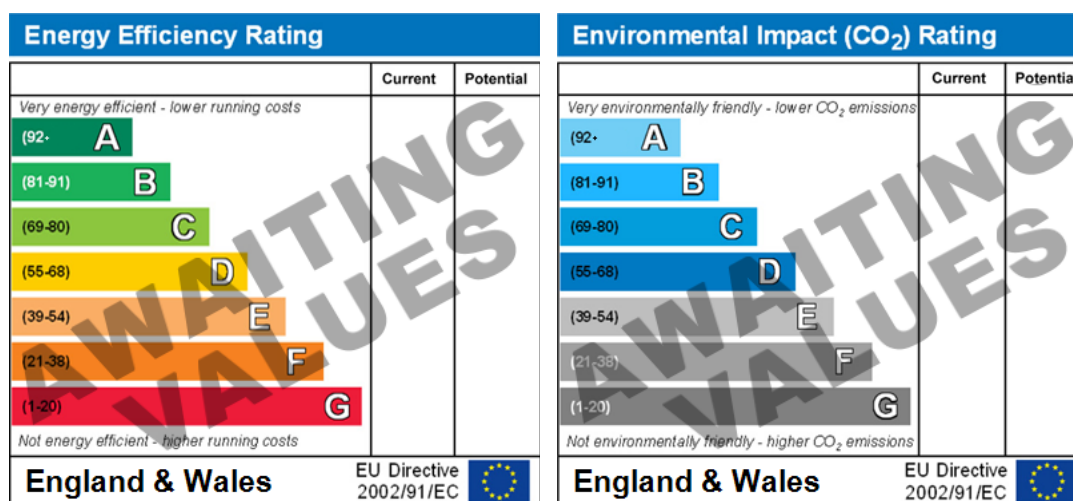 Energy Efficiency Rating
Current Potential
Very energy efficient - lower running costs
(92+ A
(81-91) B
(69-80) C
(55-68) D
(39-54) E
(21-38) F
(1-20) G
Not energy efficient - higher running costs
England & Wales
EU Directive
2002/91/EC
AWAITING
VALUES
Environmental Impact (CO₂) Rating
Current Potentia
Very environmentally friendly - lower CO₂ emissions
(92+ A
(81-91) B
(69-80) C
(55-68) D
(39-54) E
(21-38) F
(1-20) G
Not environmentally friendly - higher CO₂ emissions
England & Wales
EU Directive
2002/91/EC
AWAITING
VALUES